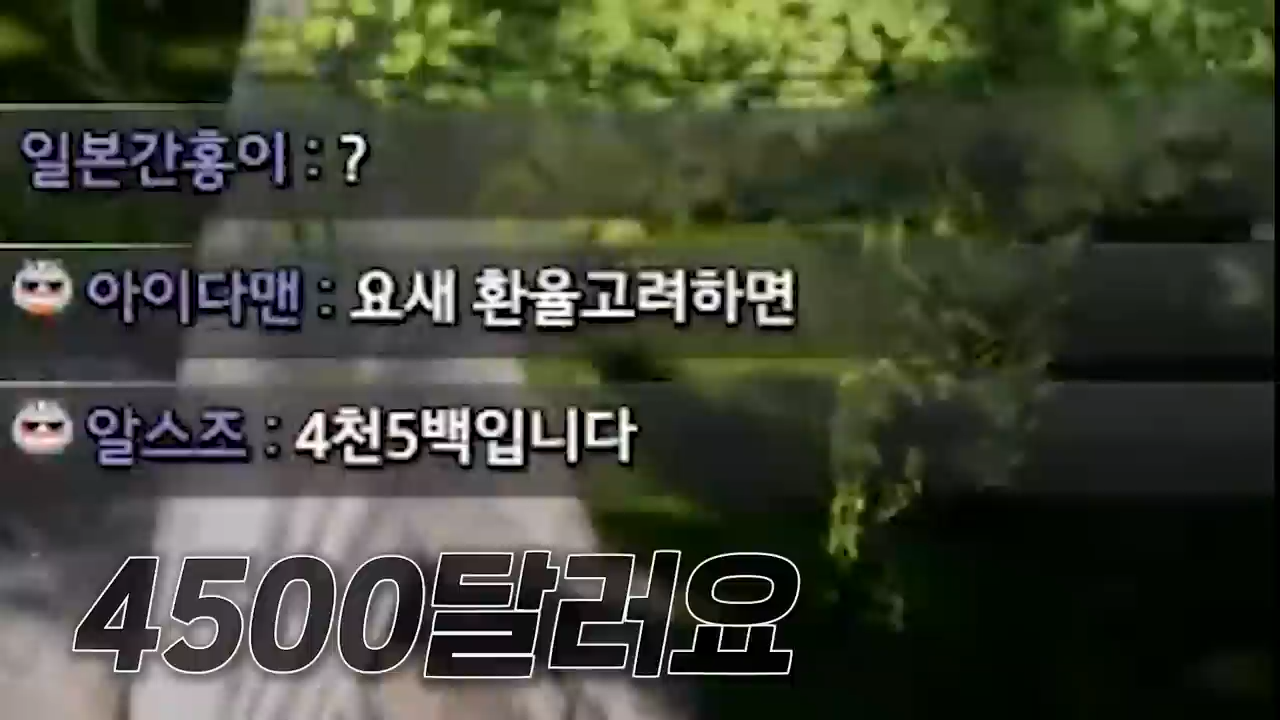 일본간홍이 : ?
아이다맨 : 요새 환율고려하면
알스조 : 4천5백입니다
4500달러요